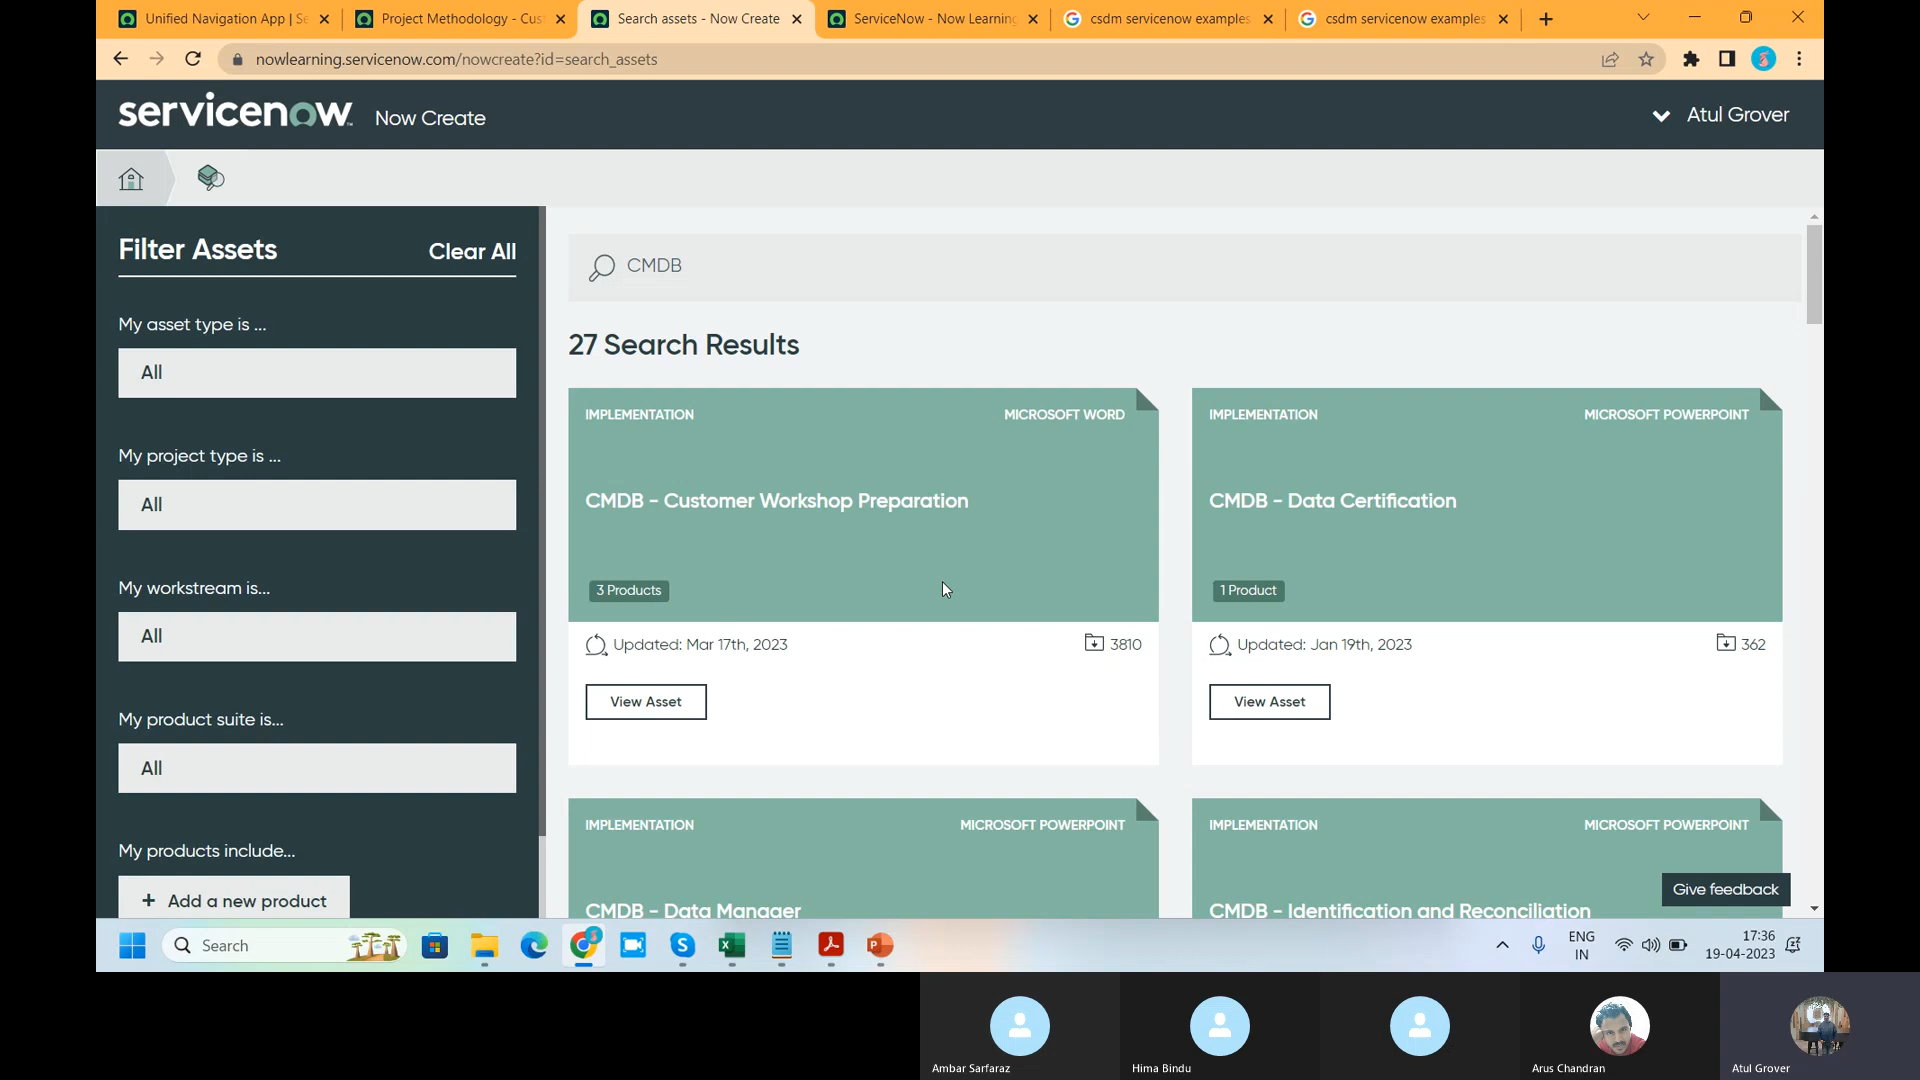 Unified Navigation App | Se
Project Methodology - Cus
Search assets - Now Create
ServiceNow - Now Learning
csdm servicenow examples
csdm servicenow examples
nowlearning.servicenow.com/nowcreate?id=search_assets
servicenow Now Create
Atul Grover
Filter Assets
Clear All
My asset type is ...
All
My project type is ...
All
My workstream is...
All
My product suite is...
All
My products include...
+ Add a new product
CMDB
27 Search Results
IMPLEMENTATION MICROSOFT WORD
CMDB - Customer Workshop Preparation
3 Products
Updated: Mar 17th, 2023 3810
View Asset
IMPLEMENTATION MICROSOFT POWERPOINT
CMDB - Data Certification
1 Product
Updated: Jan 19th, 2023 362
View Asset
IMPLEMENTATION MICROSOFT POWERPOINT
CMDB - Data Manager
IMPLEMENTATION MICROSOFT POWERPOINT
CMDB - Identification and Reconciliation
Give feedback
Search
ENG
IN
17:36
19-04-2023
Ambar Sarfaraz
Hima Bindu
Arus Chandran
Atul Grover